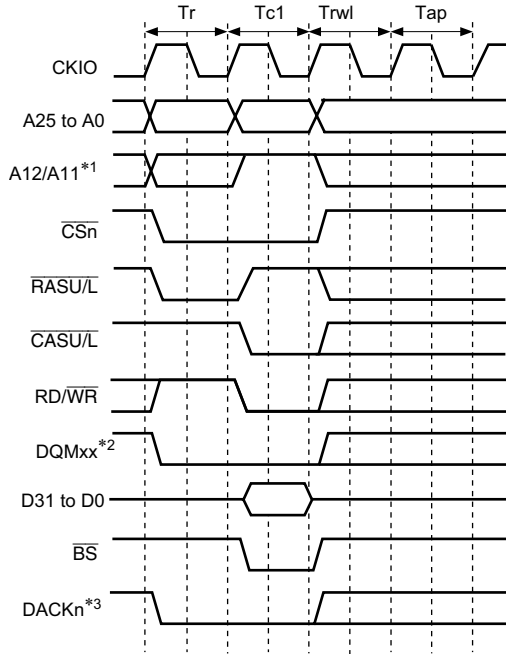 Tr Tc1 Trwl Tap
CKIO
A25 to A0
A12/A11*1
CSn
RASU/L
CASU/L
RD/WR
DQMxx*2
D31 to D0
BS
DACKn*3